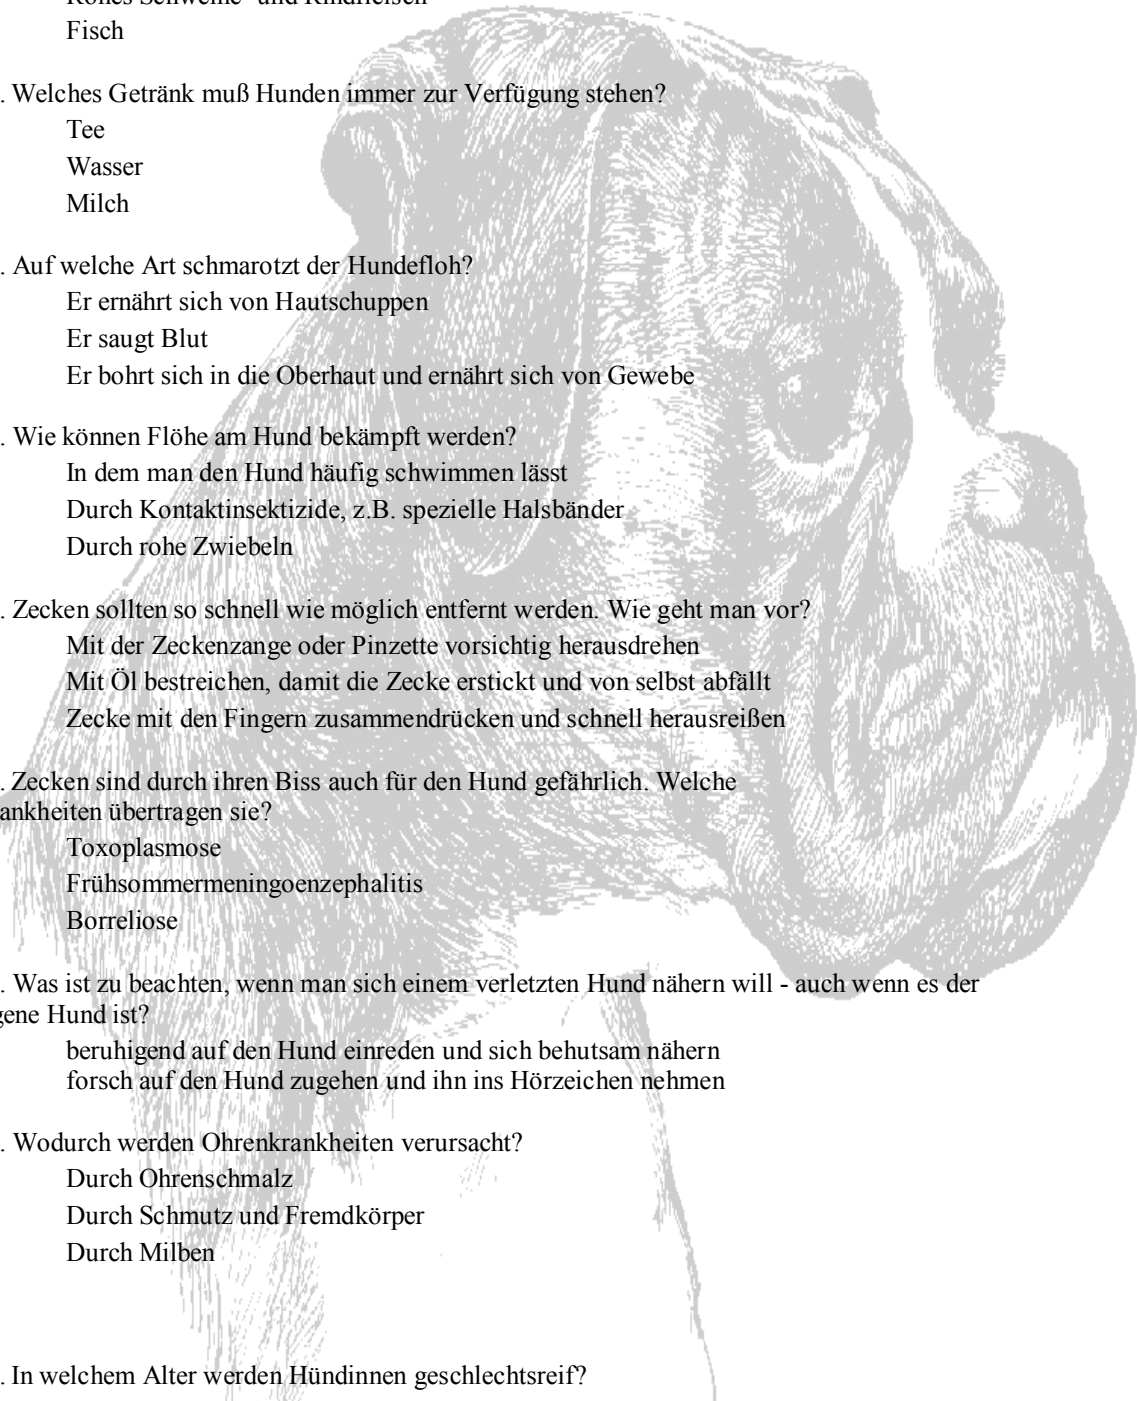 Rohes Schweine- und Rindfleisch
Fisch
. Welches Getränk muß Hunden immer zur Verfügung stehen?
Tee
Wasser
Milch
. Auf welche Art schmarotzt der Hundefloh?
Er ernährt sich von Hautschuppen
Er saugt Blut
Er bohrt sich in die Oberhaut und ernährt sich von Gewebe
. Wie können Flöhe am Hund bekämpft werden?
In dem man den Hund häufig schwimmen lässt
Durch Kontaktinsektizide, z.B. spezielle Halsbänder
Durch rohe Zwiebeln
. Zecken sollten so schnell wie möglich entfernt werden. Wie geht man vor?
Mit der Zeckenzange oder Pinzette vorsichtig herausdrehen
Mit Öl bestreichen, damit die Zecke erstickt und von selbst abfällt
Zecke mit den Fingern zusammendrücken und schnell herausreißen
. Zecken sind durch ihren Biss auch für den Hund gefährlich. Welche
ankheiten übertragen sie?
Toxoplasmose
Frühsommermeningoenzephalitis
Borreliose
. Was ist zu beachten, wenn man sich einem verletzten Hund nähern will - auch wenn es der
gene Hund ist?
beruhigend auf den Hund einreden und sich behutsam nähern
forsch auf den Hund zugehen und ihn ins Hörzeichen nehmen
. Wodurch werden Ohrenkrankheiten verursacht?
Durch Ohrenschmalz
Durch Schmutz und Fremdkörper
Durch Milben
. In welchem Alter werden Hündinnen geschlechtsreif?